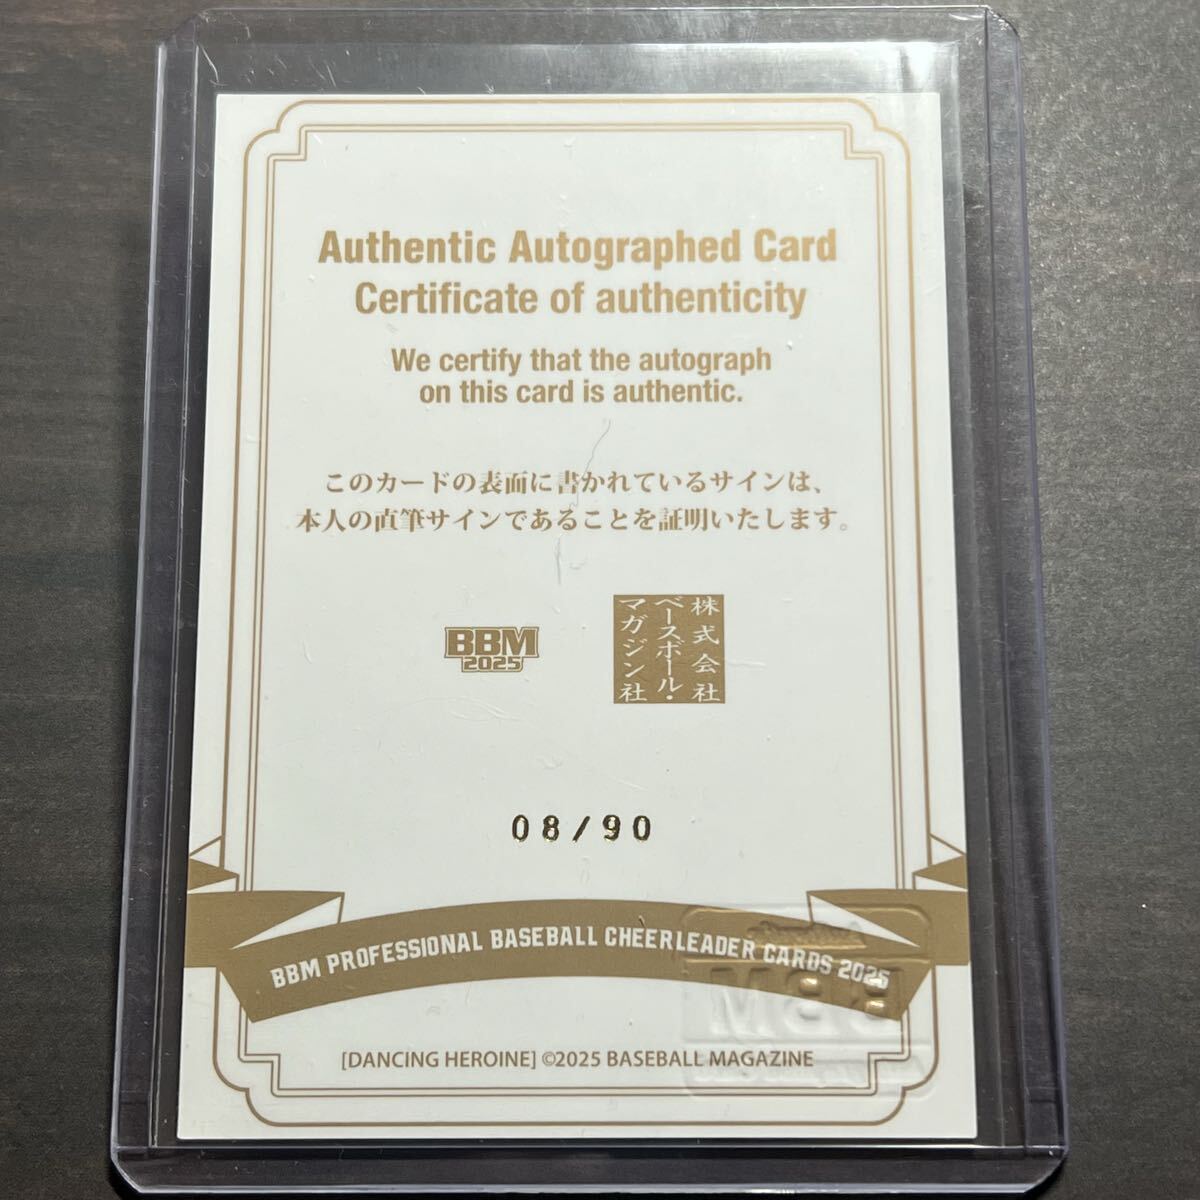 Authentic Autographed Card
Certificate of authenticity
We certify that the autograph
on this card is authentic.
このカードの表面に書かれているサインは、
本人の直筆サインであることを証明いたします。
BBM
2025
株式会社
ベースボール・
マガジン社
08/90
BBM PROFESSIONAL BASEBALL CHEERLEADER CARDS 2025
[DANCING HEROINE] ©2025 BASEBALL MAGAZINE